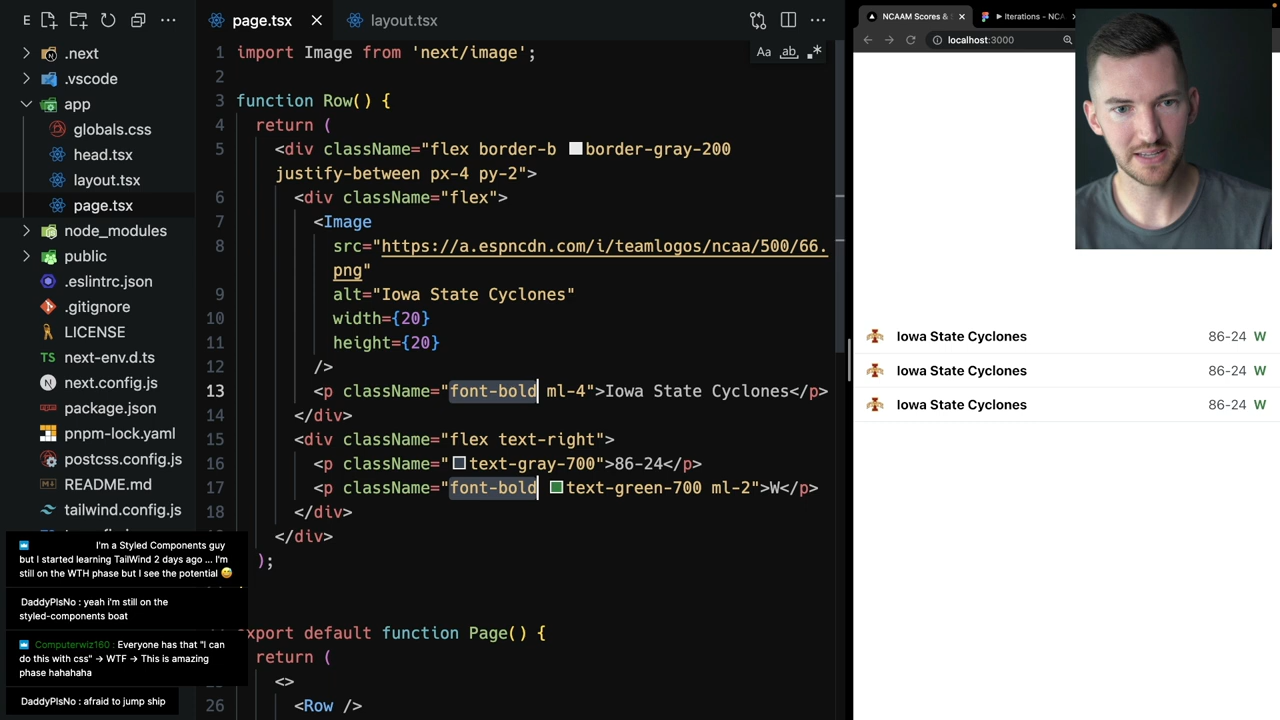 E
page.tsx
layout.tsx
NCAAM Scores &
Iterations - NCA
localhost:3000
.next
.vscode
app
globals.css
head.tsx
layout.tsx
page.tsx
node_modules
public
.eslintrc.json
.gitignore
LICENSE
next-env.d.ts
next.config.js
package.json
pnpm-lock.yaml
postcss.config.js
README.md
tailwind.config.js
Aa ab
1 import Image from 'next/image';
2
3 function Row() {
4 return (
5 <div className="flex border-b border-gray-200
justify-between px-4 py-2">
6 <div className="flex">
7 <Image
8 src="https://a.espncdn.com/i/teamlogos/ncaa/500/66.
png"
9 alt="Iowa State Cyclones"
10 width={20}
11 height={20}
12 />
13 <p className="font-bold ml-4">Iowa State Cyclones</p>
14 </div>
15 <div className="flex text-right">
16 <p className="text-gray-700">86-24</p>
17 <p className="font-bold text-green-700 ml-2">W</p>
18 </div>
</div>
);
export default function Page() {
return (
<>
26 <Row />
I'm a Styled Components guy
but I started learning TailWind 2 days ago ... I'm
still on the WTH phase but I see the potential 😅
DaddyPlsNo : yeah i'm still on the
styled-components boat
Computerwiz160 : Everyone has that "I can
do this with css" -> WTF -> This is amazing
phase hahahaha
DaddyPlsNo : afraid to jump ship
Iowa State Cyclones 86-24 W
Iowa State Cyclones 86-24 W
Iowa State Cyclones 86-24 W